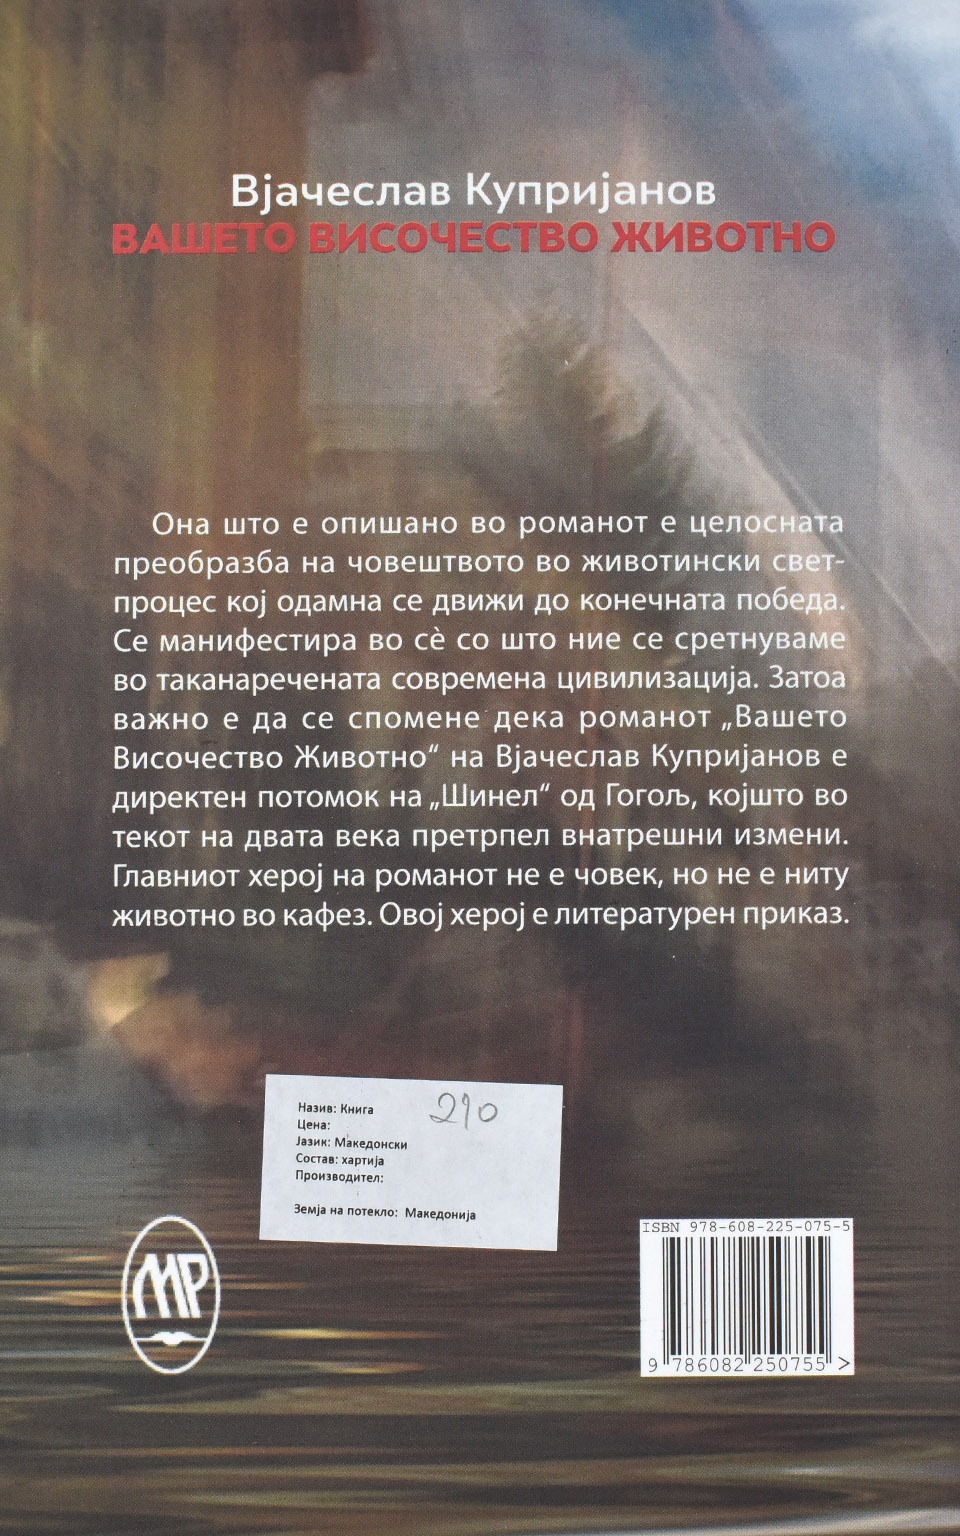 Вјачеслав Купријанов
ВАШЕТО ВИСОЧЕСТВО ЖИВОТНО
Она што е опишано во романот е целосната
преобразба на човештвото во животински свет-
процес кој одамна се движи до конечната победа.
Се манифестира во сѐ со што ние се сретнуваме
во таканаречената современа цивилизација. Затоа
важно е да се спомене дека романот „Вашето
Височество Животно“ на Вјачеслав Купријанов е
директен потомок на „Шинел“ од Гогољ, којшто во
текот на двата века претрпел внатрешни измени.
Главниот херој на романот не е човек, но не е ниту
животно во кафез. Овој херој е литературен приказ.
Назив: Книга
210
Цена:
Јазик: Македонски
Состав: хартија
Производител:
Земја на потекло: Македонија
МР
ISBN 978-608-225-075-5
9 786082 250755 >